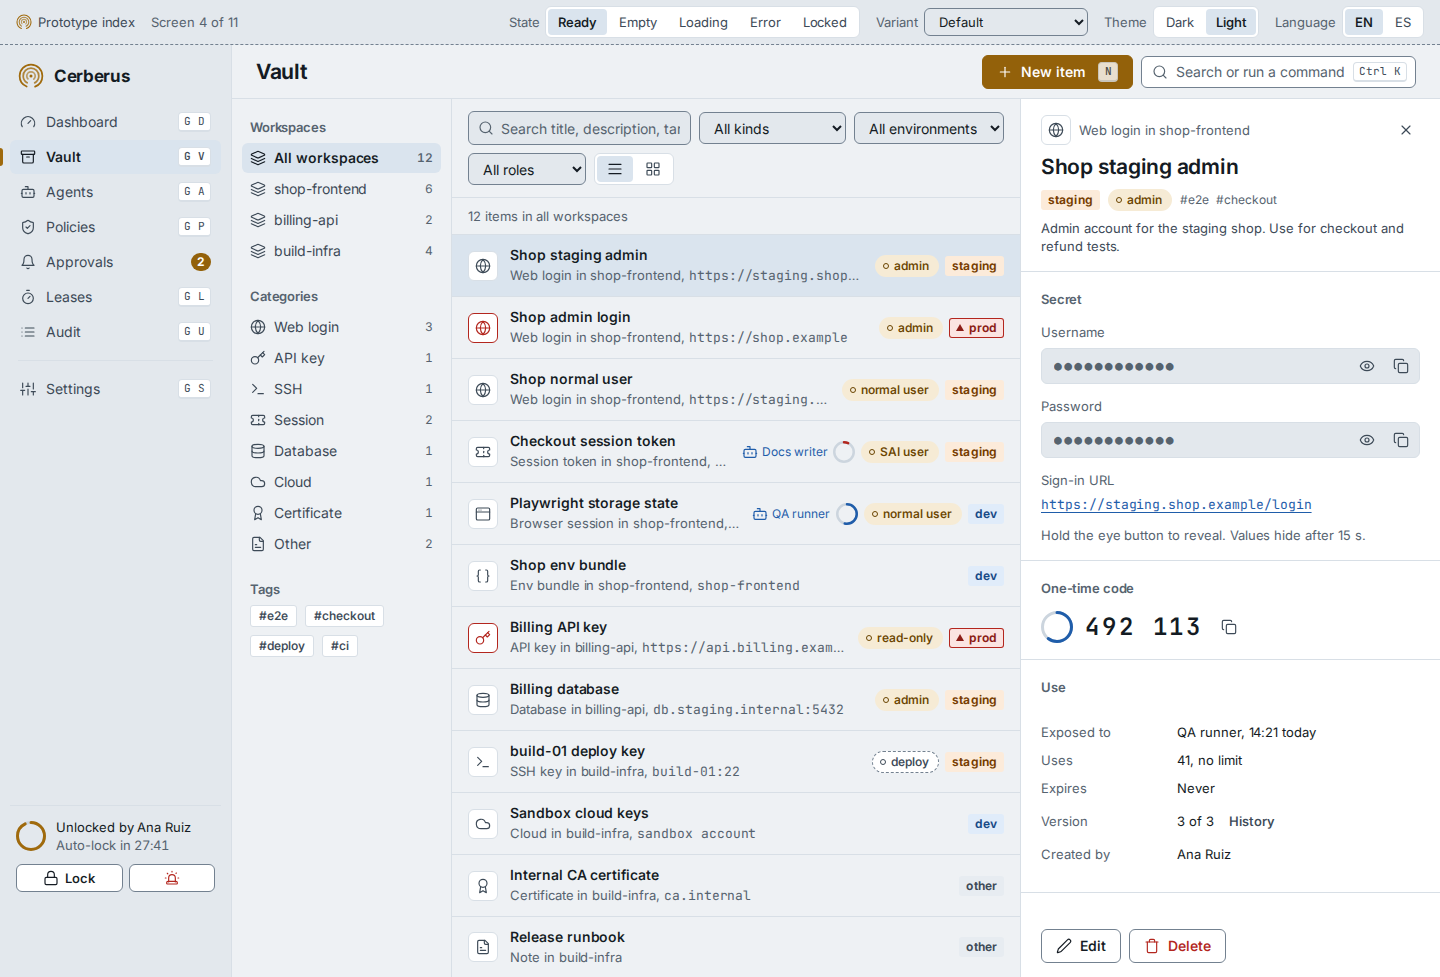 Prototype index Screen 4 of 11 State Ready Empty Loading Error Locked Variant Default Theme Dark Light Language EN ES
Cerberus
Dashboard G D
Vault G V
Agents G A
Policies G P
Approvals 2
Leases G L
Audit G U
Settings G S
Unlocked by Ana Ruiz
Auto-lock in 27:41
Lock
Vault
New item N
Search or run a command Ctrl K
Workspaces
All workspaces 12
shop-frontend 6
billing-api 2
build-infra 4
Categories
Web login 3
API key 1
SSH 1
Session 2
Database 1
Cloud 1
Certificate 1
Other 2
Tags
#e2e #checkout
#deploy #ci
Search title, description, tar All kinds All environments
All roles
12 items in all workspaces
Shop staging admin
Web login in shop-frontend, https://staging.shop… admin staging
Shop admin login
Web login in shop-frontend, https://shop.example admin prod
Shop normal user
Web login in shop-frontend, https://staging.… normal user staging
Checkout session token
Session token in shop-frontend, … Docs writer SAI user staging
Playwright storage state
Browser session in shop-frontend,… QA runner normal user dev
Shop env bundle
Env bundle in shop-frontend, shop-frontend dev
Billing API key
API key in billing-api, https://api.billing.exam… read-only prod
Billing database
Database in billing-api, db.staging.internal:5432 admin staging
build-01 deploy key
SSH key in build-infra, build-01:22 deploy staging
Sandbox cloud keys
Cloud in build-infra, sandbox account dev
Internal CA certificate
Certificate in build-infra, ca.internal other
Release runbook
Note in build-infra other
Web login in shop-frontend
Shop staging admin
staging admin #e2e #checkout
Admin account for the staging shop. Use for checkout and
refund tests.
Secret
Username
●●●●●●●●●●●●
Password
●●●●●●●●●●●●
Sign-in URL
https://staging.shop.example/login
Hold the eye button to reveal. Values hide after 15 s.
One-time code
492 113
Use
Exposed to QA runner, 14:21 today
Uses 41, no limit
Expires Never
Version 3 of 3 History
Created by Ana Ruiz
Edit Delete